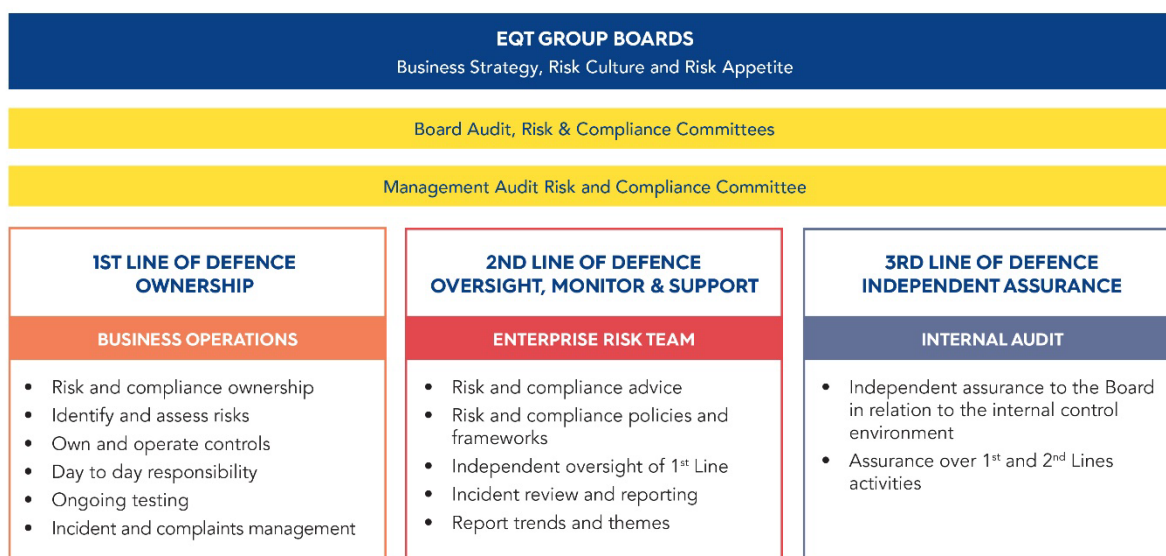 EQT GROUP BOARDS
Business Strategy, Risk Culture and Risk Appetite
Board Audit, Risk & Compliance Committees
Management Audit Risk and Compliance Committee
1ST LINE OF DEFENCE
OWNERSHIP
BUSINESS OPERATIONS
• Risk and compliance ownership
• Identify and assess risks
• Own and operate controls
• Day to day responsibility
• Ongoing testing
• Incident and complaints management
2ND LINE OF DEFENCE
OVERSIGHT, MONITOR & SUPPORT
ENTERPRISE RISK TEAM
• Risk and compliance advice
• Risk and compliance policies and
frameworks
• Independent oversight of 1st Line
• Incident review and reporting
• Report trends and themes
3RD LINE OF DEFENCE
INDEPENDENT ASSURANCE
INTERNAL AUDIT
• Independent assurance to the Board
in relation to the internal control
environment
• Assurance over 1st and 2nd Lines
activities